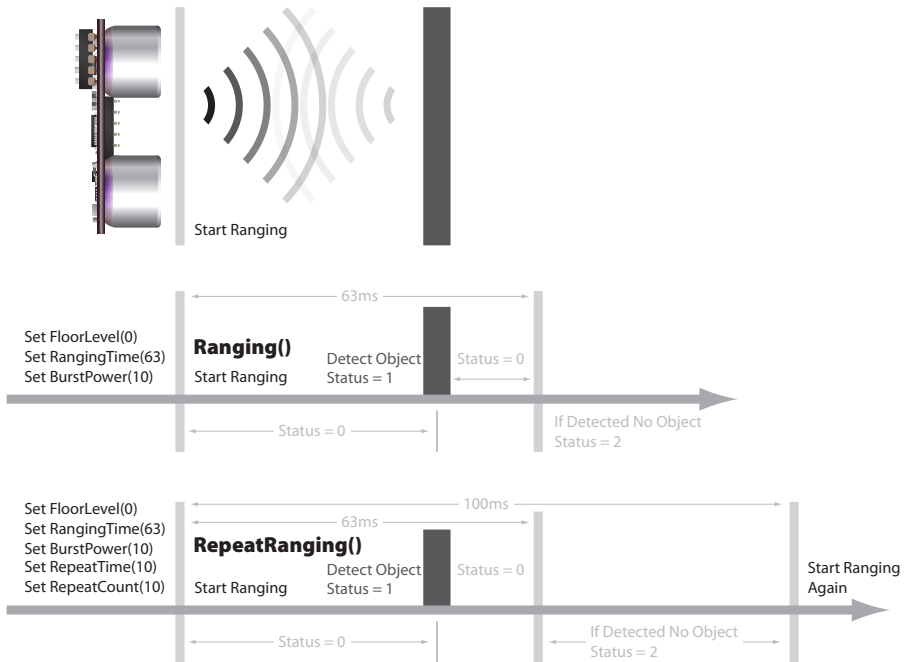 Start Ranging
63ms
Set FloorLevel(0)
Set RangingTime(63)
Set BurstPower(10)
Ranging()
Start Ranging
Detect Object
Status = 1
Status = 0
Status = 0
If Detected No Object
Status = 2
100ms
63ms
Set FloorLevel(0)
Set RangingTime(63)
Set BurstPower(10)
Set RepeatTime(10)
Set RepeatCount(10)
RepeatRanging()
Start Ranging
Detect Object
Status = 1
Status = 0
Start Ranging
Again
Status = 0
If Detected No Object
Status = 2